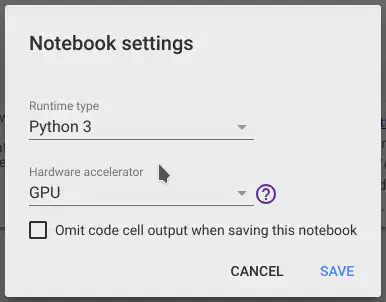 Notebook settings
Runtime type
Python 3
Hardware accelerator
GPU
?
Omit code cell output when saving this notebook
CANCEL
SAVE